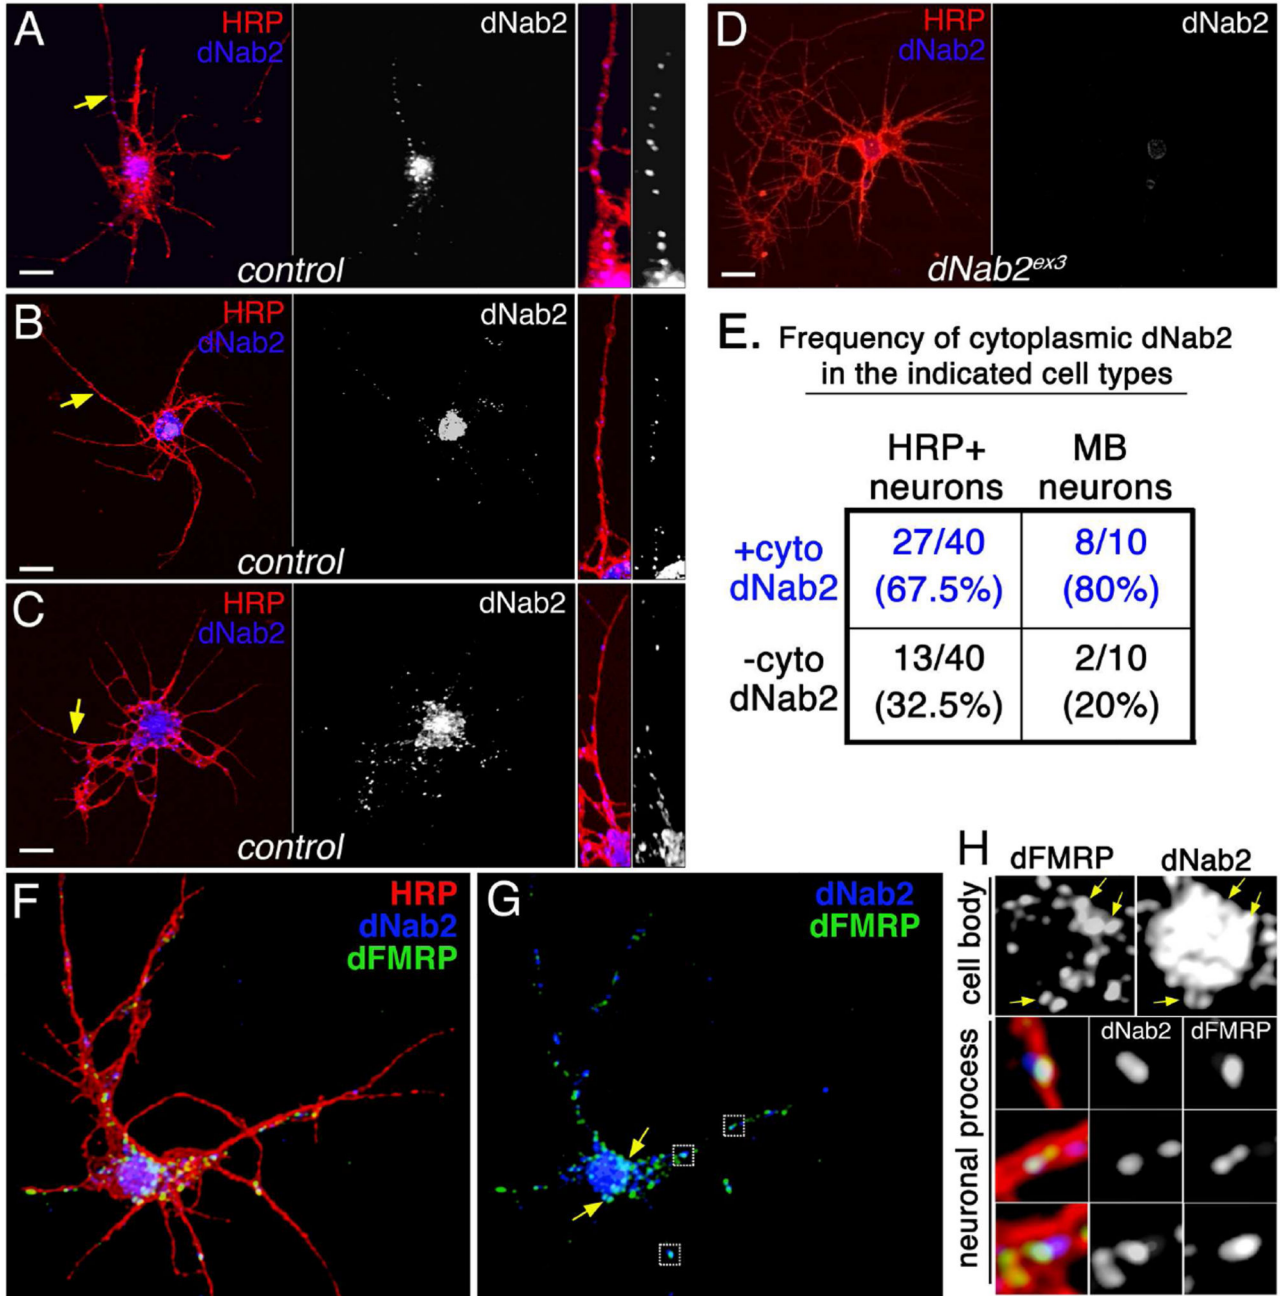 A
HRP
dNab2
dNab2
control
B
HRP
dNab2
dNab2
control
C
HRP
dNab2
dNab2
control
D
HRP
dNab2
dNab2
dNab2ex3
E. Frequency of cytoplasmic dNab2
in the indicated cell types
HRP+ MB
neurons neurons
+cyto 27/40 8/10
dNab2 (67.5%) (80%)
-cyto 13/40 2/10
dNab2 (32.5%) (20%)
F
HRP
dNab2
dFMRP
G
dNab2
dFMRP
H
dFMRP dNab2
cell body
neuronal process
dNab2 dFMRP